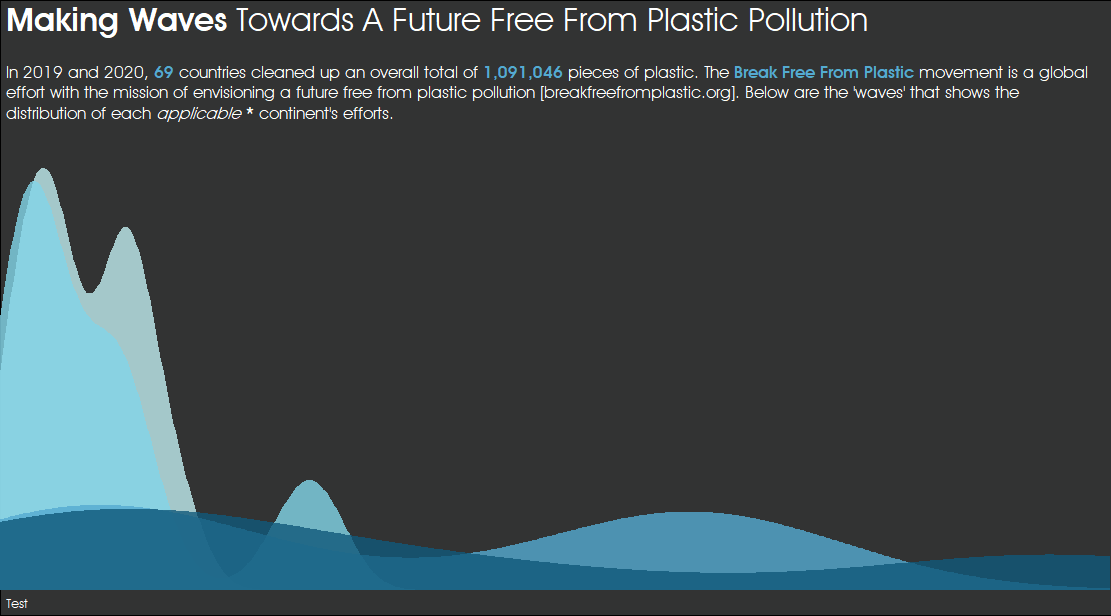 Making Waves Towards A Future Free From Plastic Pollution
In 2019 and 2020, 69 countries cleaned up an overall total of 1,091,046 pieces of plastic. The Break Free From Plastic movement is a global
effort with the mission of envisioning a future free from plastic pollution [breakfreefromplastic.org]. Below are the 'waves' that shows the
distribution of each applicable * continent's efforts.
Test